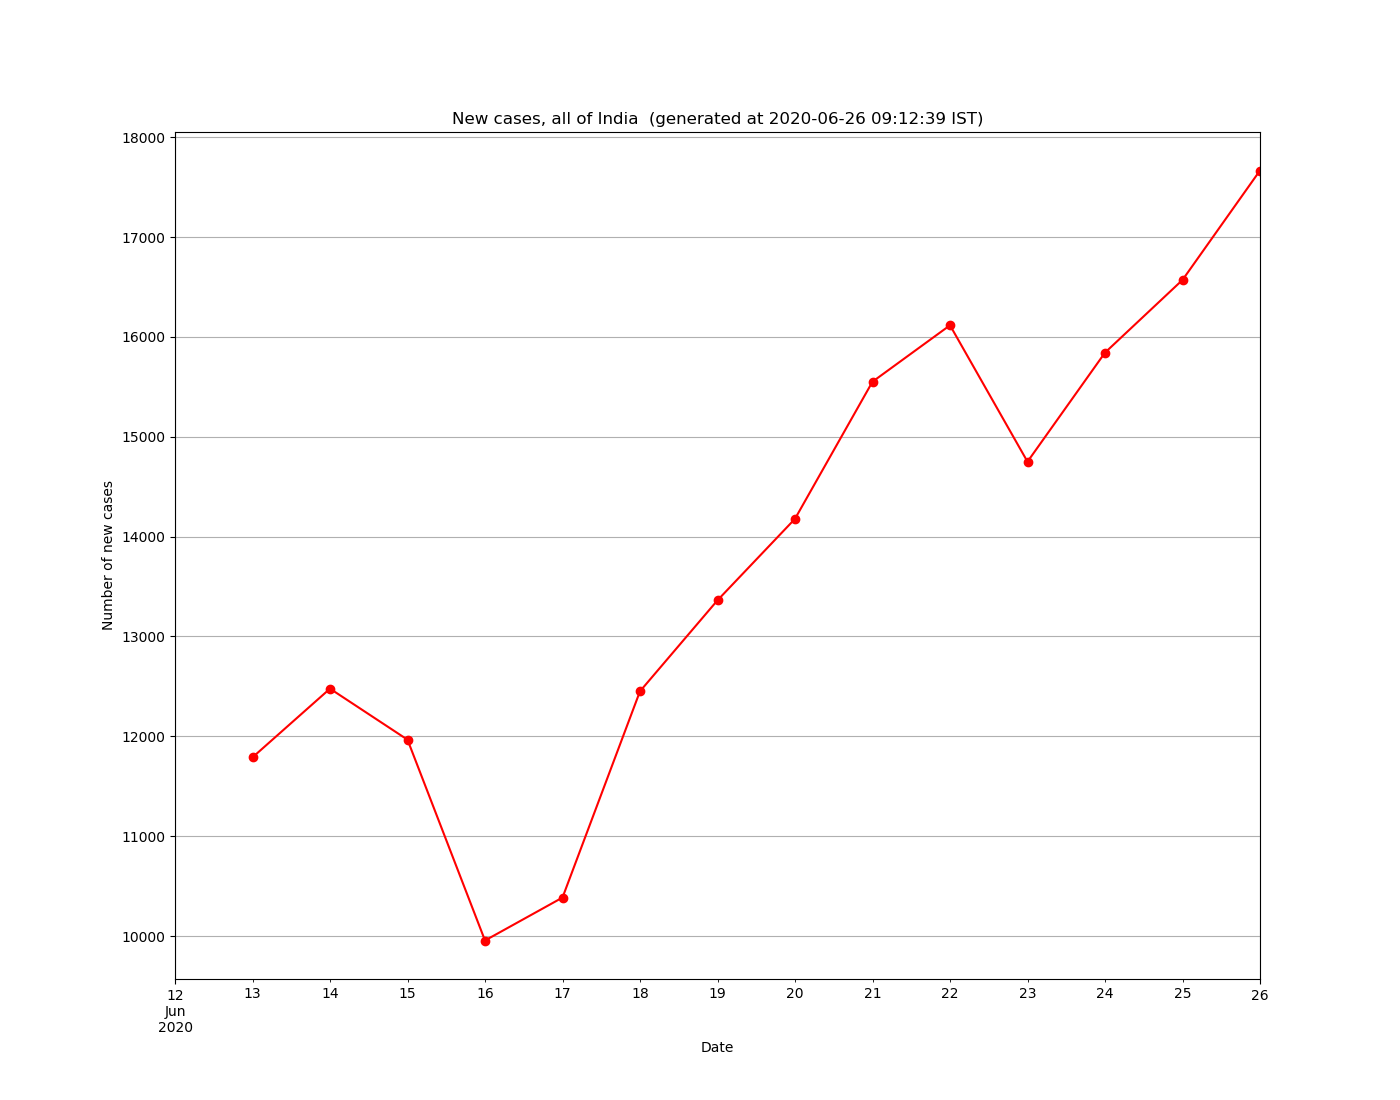 New cases, all of India  (generated at 2020-06-26 09:12:39 IST)
18000
17000
16000
15000
14000
13000
12000
11000
10000
Number of new cases
12 13 14 15 16 17 18 19 20 21 22 23 24 25 26
Jun
2020
Date